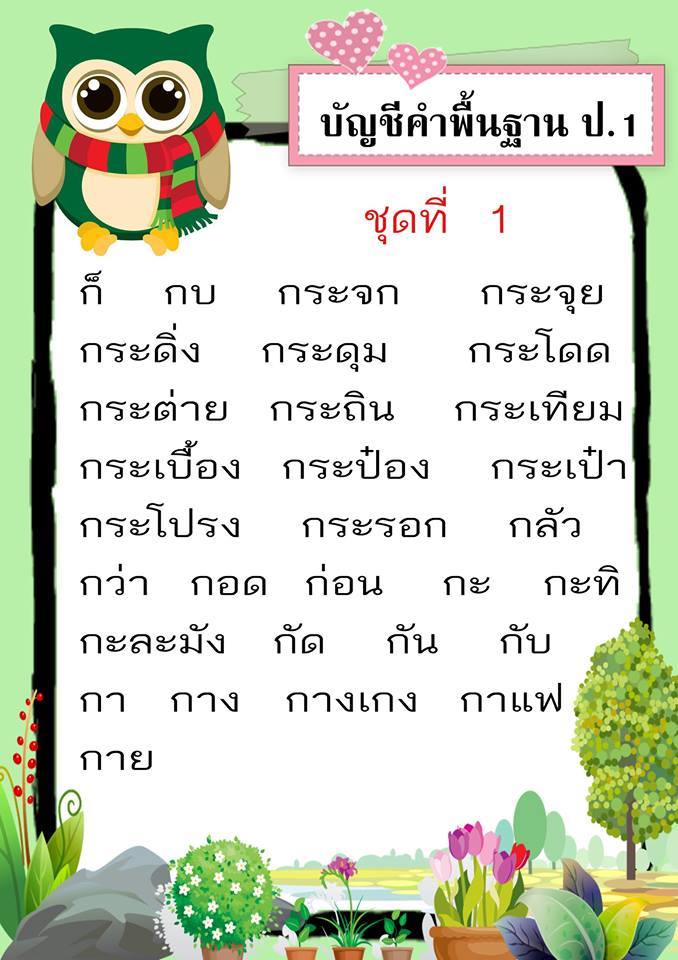 บัญชีคำพื้นฐาน ป.1
ชุดที่ 1
ก็ กบ กระจก กระจุย
กระดิ่ง กระดุม กระโดด
กระต่าย กระถิน กระเทียม
กระเบื้อง กระป๋อง กระเป๋า
กระโปรง กระรอก กลัว
กว่า กอด ก่อน กะ กะทิ
กะละมัง กัด กัน กับ
กา กาง กางเกง กาแฟ
กาย